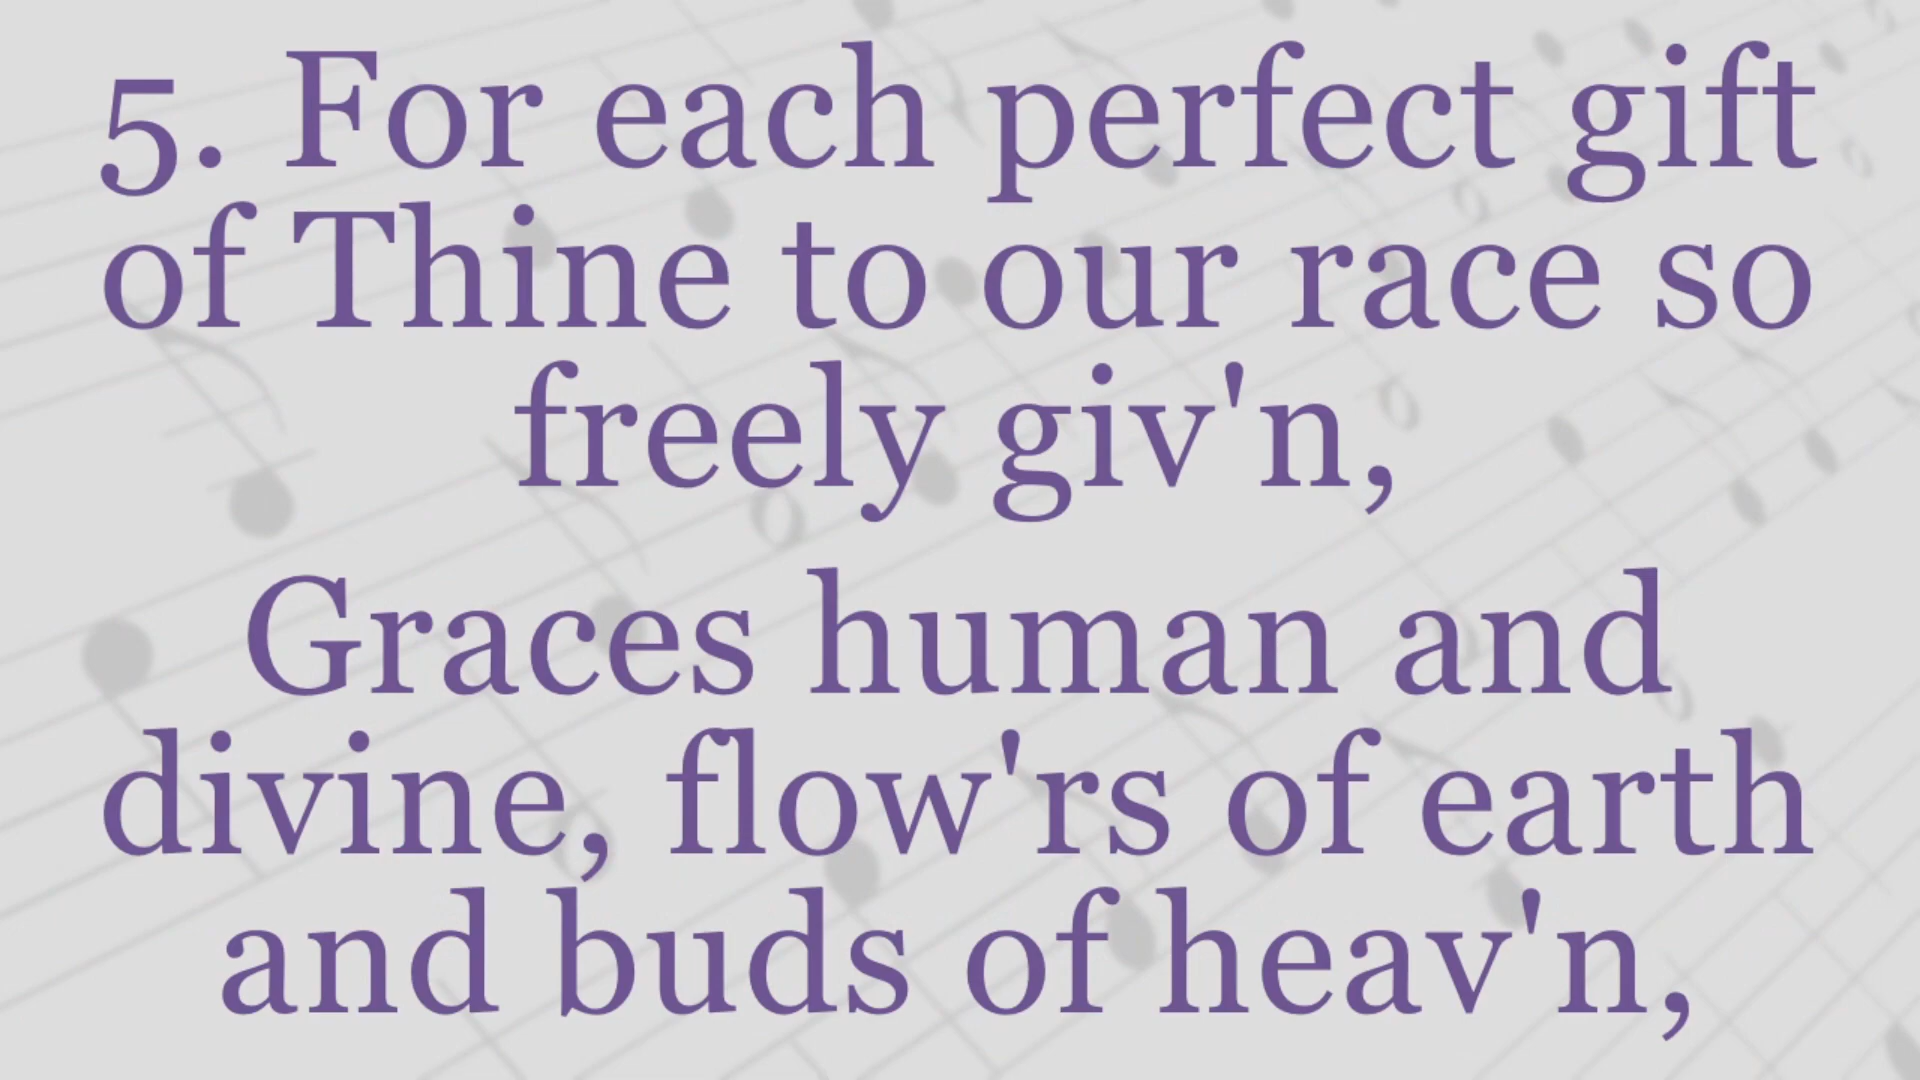 5. For each perfect gift
of Thine to our race so
freely giv'n,
Graces human and
divine, flow'rs of earth
and buds of heav'n,